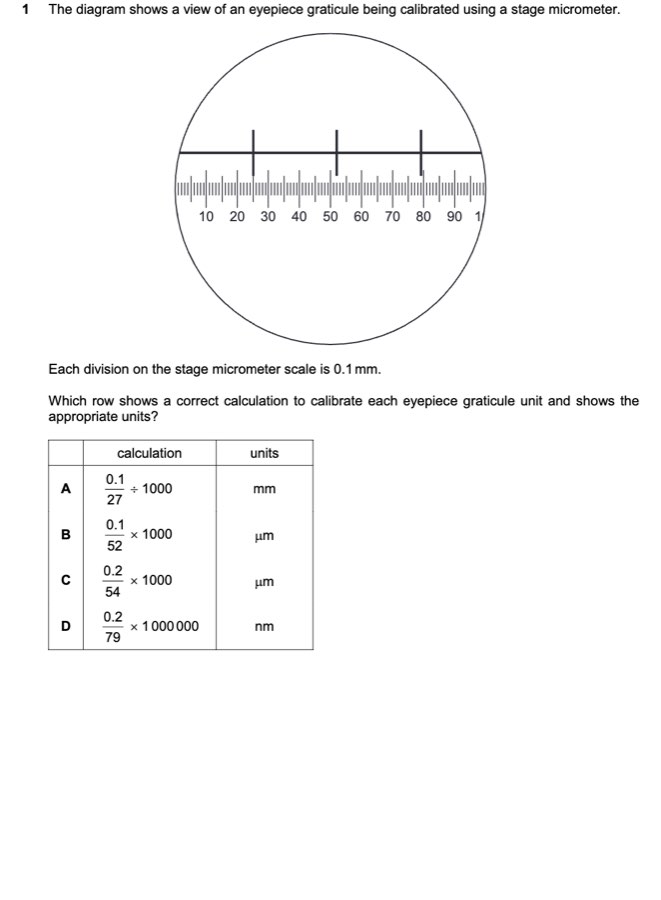 1 The diagram shows a view of an eyepiece graticule being calibrated using a stage micrometer.
10 20 30 40 50 60 70 80 90 1
Each division on the stage micrometer scale is 0.1 mm.
Which row shows a correct calculation to calibrate each eyepiece graticule unit and shows the
appropriate units?
calculation units
A 0.1/27 ÷ 1000 mm
B 0.1/52 × 1000 µm
C 0.2/54 × 1000 µm
D 0.2/79 × 1 000 000 nm